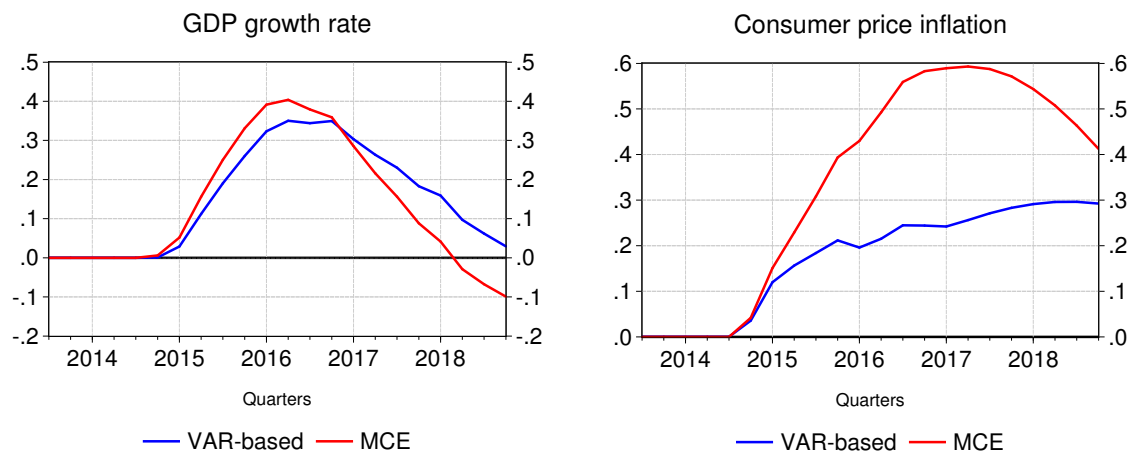 GDP growth rate
.5 .5
.4 .4
.3 .3
.2 .2
.1 .1
.0 .0
-.1 -.1
-.2 -.2
2014 2015 2016 2017 2018
Quarters
VAR-based MCE
Consumer price inflation
.6 .6
.5 .5
.4 .4
.3 .3
.2 .2
.1 .1
.0 .0
2014 2015 2016 2017 2018
Quarters
VAR-based MCE